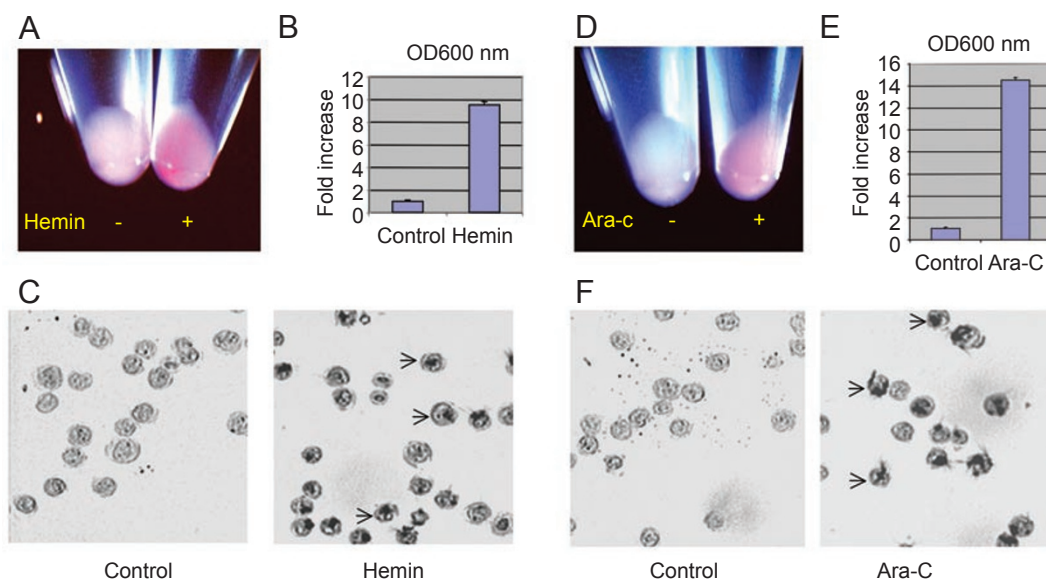 A
Hemin - +
B
OD600 nm
Fold increase
12
10
8
6
4
2
0
Control Hemin
C
Control
Hemin
D
Ara-c - +
E
OD600 nm
Fold increase
16
14
12
10
8
6
4
2
0
Control Ara-C
F
Control
Ara-C